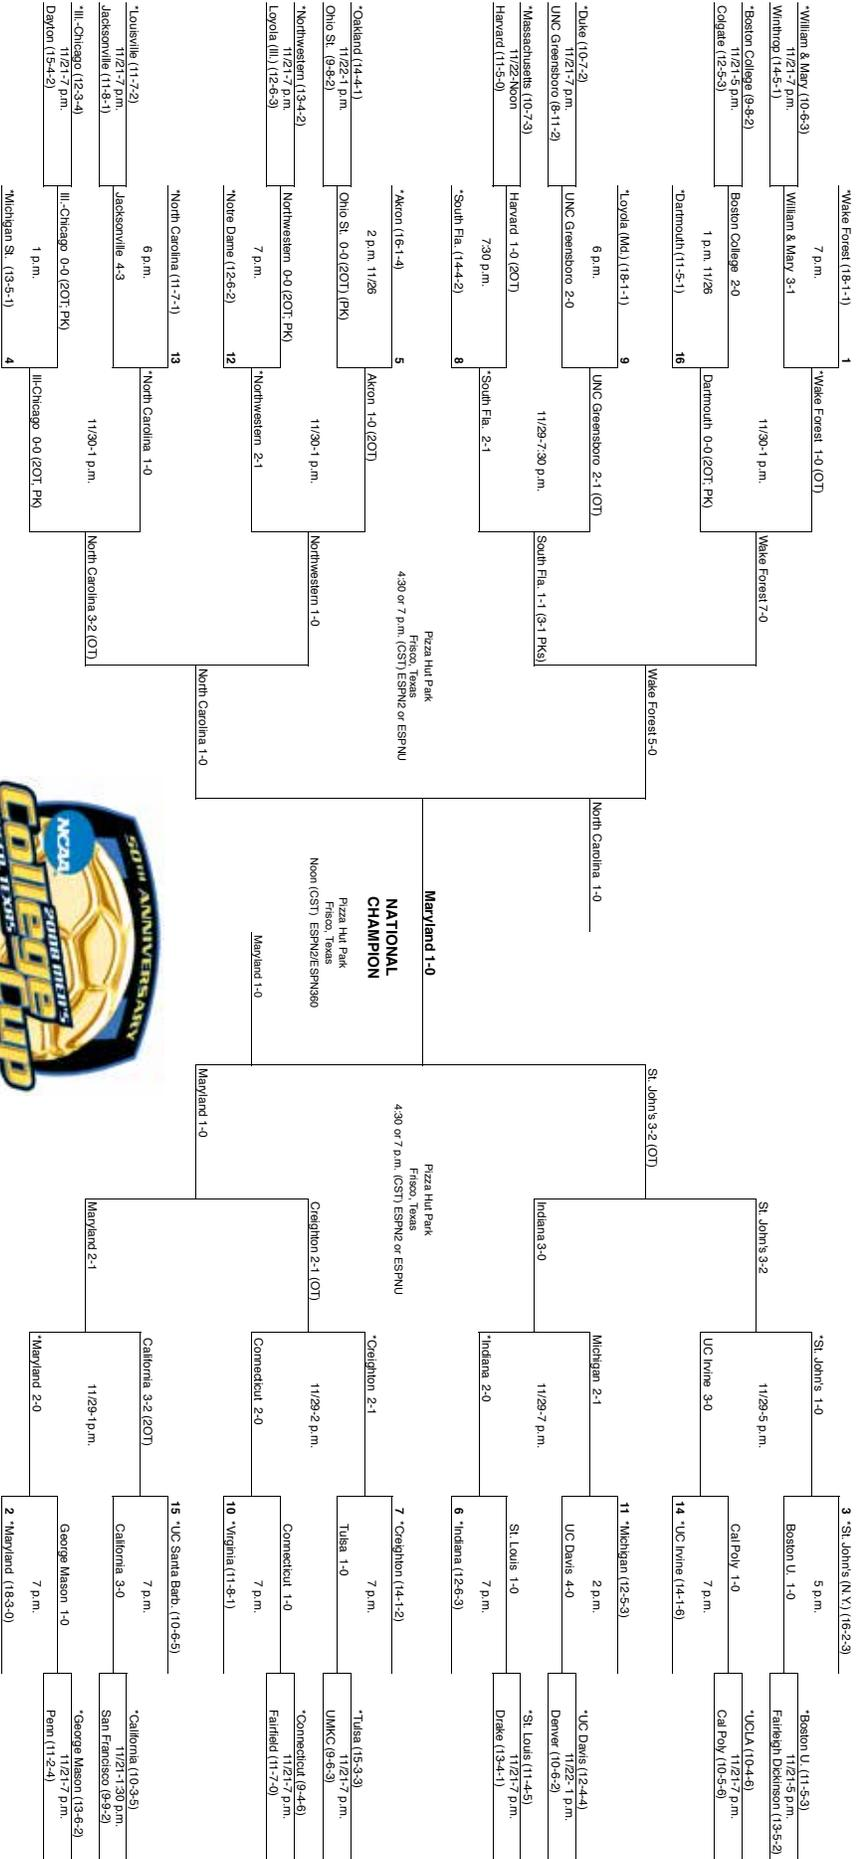 *William & Mary (10-6-3)
11/21-7 p.m.
Winthrop (14-5-1)
*Boston College (9-8-2)
11/21-5 p.m.
Colgate (12-5-3)
*Duke (10-7-2)
11/21-7 p.m.
UNC Greensboro (8-11-2)
*Massachusetts (10-7-3)
11/22-Noon
Harvard (11-5-0)
*Oakland (14-4-1)
11/22-1 p.m.
Ohio St. (9-8-2)
*Northwestern (13-4-2)
11/21-7 p.m.
Loyola (Ill.) (12-6-3)
*Louisville (11-7-2)
11/21-7 p.m.
Jacksonville (11-8-1)
*Ill.-Chicago (12-3-4)
11/21-7 p.m.
Dayton (15-4-2)
*Wake Forest (18-1-1)
1
7 p.m.
William & Mary 3-1
Boston College 2-0
1 p.m. 11/26
*Dartmouth (11-5-1)
16
*Loyola (Md.) (18-1-1)
9
6 p.m.
UNC Greensboro 2-0
Harvard 1-0 (2OT)
7:30 p.m.
*South Fla. (14-4-2)
8
*Akron (16-1-4)
5
2 p.m. 11/26
Ohio St. 0-0 (2OT) (PK)
Northwestern 0-0 (2OT; PK)
7 p.m.
*Notre Dame (12-6-2)
12
*North Carolina (11-7-1)
13
6 p.m.
Jacksonville 4-3
Ill.-Chicago 0-0 (2OT; PK)
1 p.m.
*Michigan St. (13-5-1)
4
*Wake Forest 1-0 (OT)
11/30-1 p.m.
Dartmouth 0-0 (2OT; PK)
UNC Greensboro 2-1 (OT)
11/29-7:30 p.m.
*South Fla. 2-1
Akron 1-0 (2OT)
11/30-1 p.m.
*Northwestern 2-1
*North Carolina 1-0
11/30-1 p.m.
Ill-Chicago 0-0 (2OT, PK)
Wake Forest 7-0
South Fla. 1-1 (3-1 PKs)
Northwestern 1-0
North Carolina 3-2 (OT)
Pizza Hut Park
Frisco, Texas
4:30 or 7 p.m. (CST) ESPN2 or ESPNU
Wake Forest 5-0
North Carolina 1-0
North Carolina 1-0
Maryland 1-0
NATIONAL
CHAMPION
Pizza Hut Park
Frisco, Texas
Noon (CST) ESPN2/ESPN360
Maryland 1-0
50TH ANNIVERSARY
NCAA
2008 MEN'S
College Cup
St. John's 3-2 (OT)
Pizza Hut Park
Frisco, Texas
4:30 or 7 p.m. (CST) ESPN2 or ESPNU
Maryland 1-0
St. John's 3-2
Indiana 3-0
Creighton 2-1 (OT)
Maryland 2-1
*St. John's 1-0
11/29-5 p.m.
UC Irvine 3-0
Michigan 2-1
11/29-7 p.m.
*Indiana 2-0
*Creighton 2-1
11/29-2 p.m.
Connecticut 2-0
California 3-2 (2OT)
11/29-1p.m.
*Maryland 2-0
3 *St. John's (N.Y.) (16-2-3)
5 p.m.
Boston U. 1-0
Cal Poly 1-0
7 p.m.
14 *UC Irvine (14-1-6)
11 *Michigan (12-5-3)
2 p.m.
UC Davis 4-0
St. Louis 1-0
7 p.m.
6 *Indiana (12-6-3)
7 *Creighton (14-1-2)
7 p.m.
Tulsa 1-0
Connecticut 1-0
7 p.m.
10 *Virginia (11-8-1)
15 *UC Santa Barb. (10-6-5)
7 p.m.
California 3-0
George Mason 1-0
7 p.m.
2 *Maryland (18-3-0)
*Boston U. (11-5-3)
11/21-5 p.m.
Fairleigh Dickinson (13-5-2)
*UCLA (10-4-6)
11/21-7 p.m.
Cal Poly (10-5-6)
*UC Davis (12-4-4)
11/22- 1 p.m.
Denver (10-6-2)
*St. Louis (11-4-5)
11/21-7 p.m.
Drake (13-4-1)
*Tulsa (15-3-3)
11/21-7 p.m.
UMKC (9-6-3)
*Connecticut (9-4-6)
11/21-7 p.m.
Fairfield (11-7-0)
*California (10-3-5)
11/21-1:30 p.m.
San Francisco (9-9-2)
*George Mason (13-6-2)
11/21-7 p.m.
Penn (11-2-4)